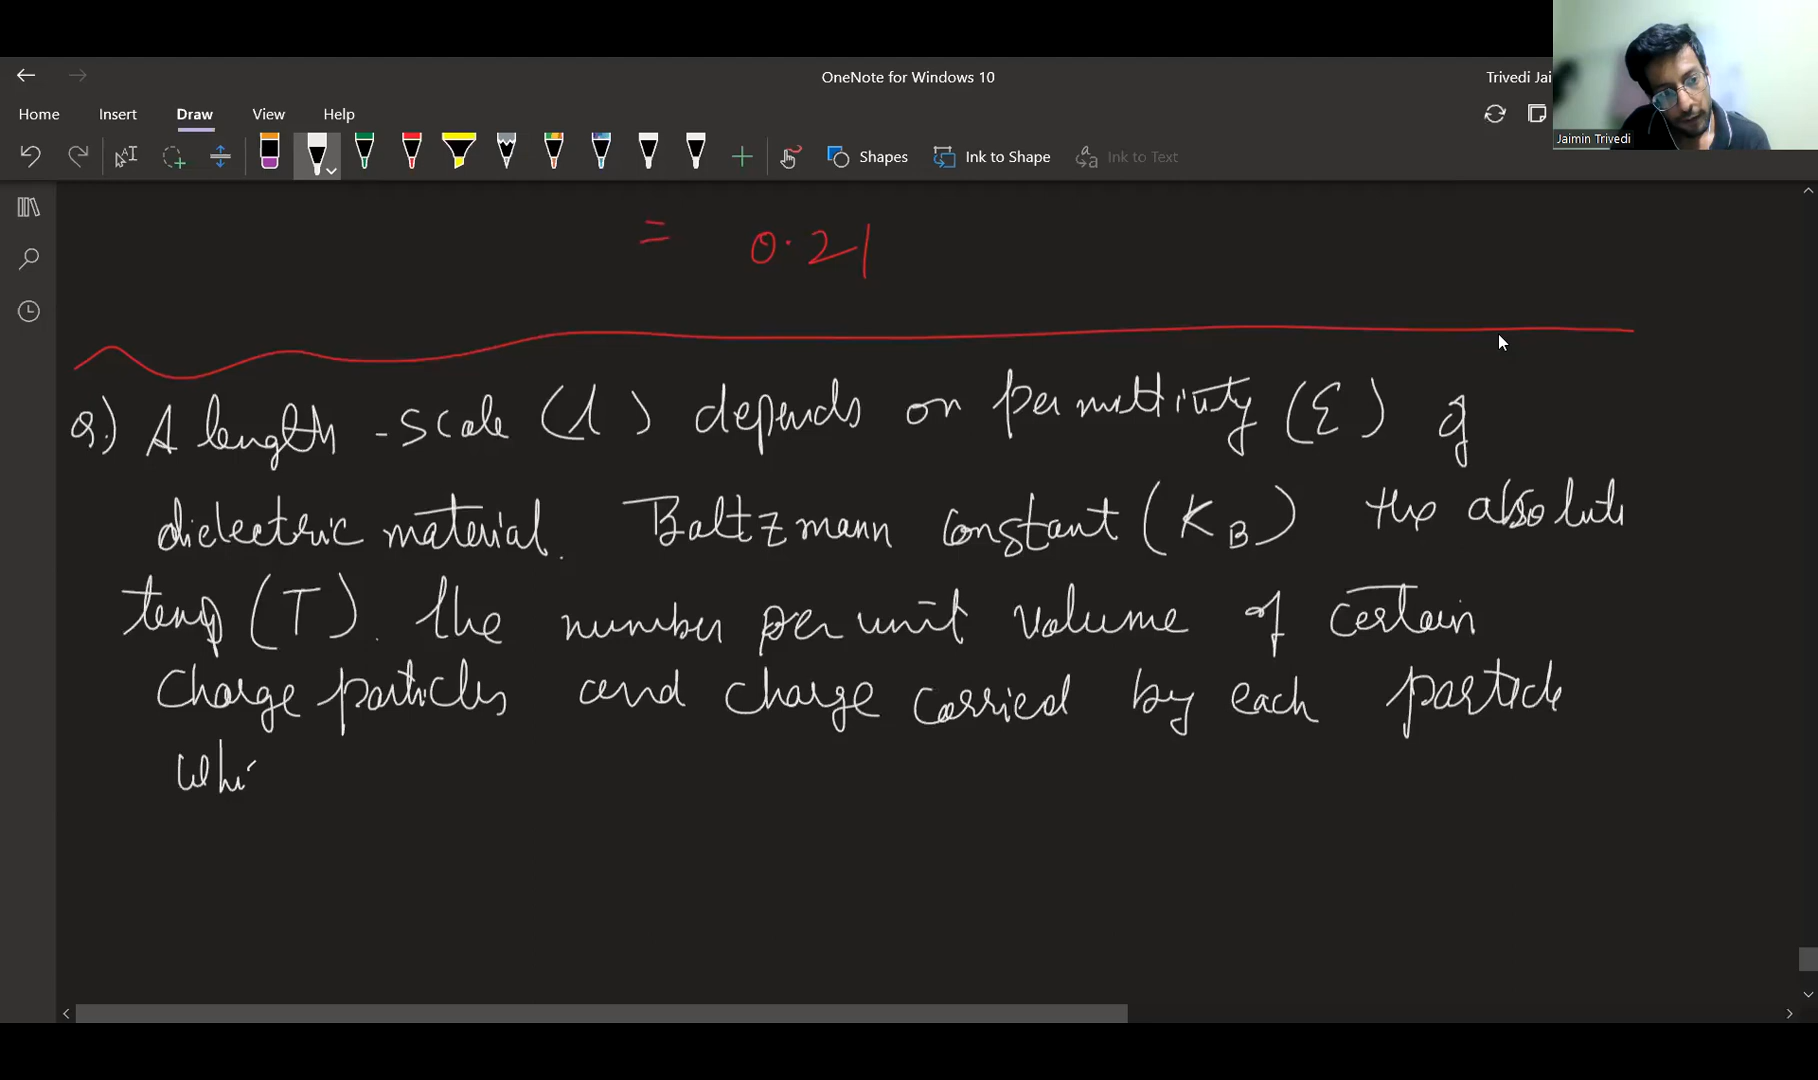 OneNote for Windows 10
Trivedi Jai
Home Insert Draw View Help
Shapes Ink to Shape Ink to Text
Jaimin Trivedi
= 0.21
Q.) A length - scale (l) depends on permittivity (ε) of
dielectric material. Boltzmann constant (K_B) the absolute
temp (T). The number per unit volume of certain
charge particles and charge carried by each particle
Whi